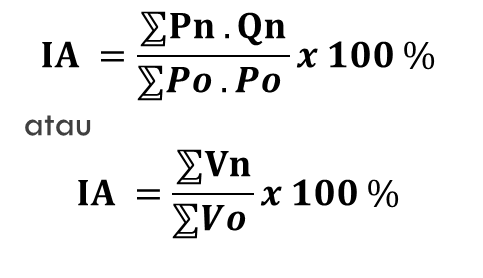 IA = ∑Pn . Qn / ∑Po . Po x 100 %
atau
IA = ∑Vn / ∑Vo x 100 %